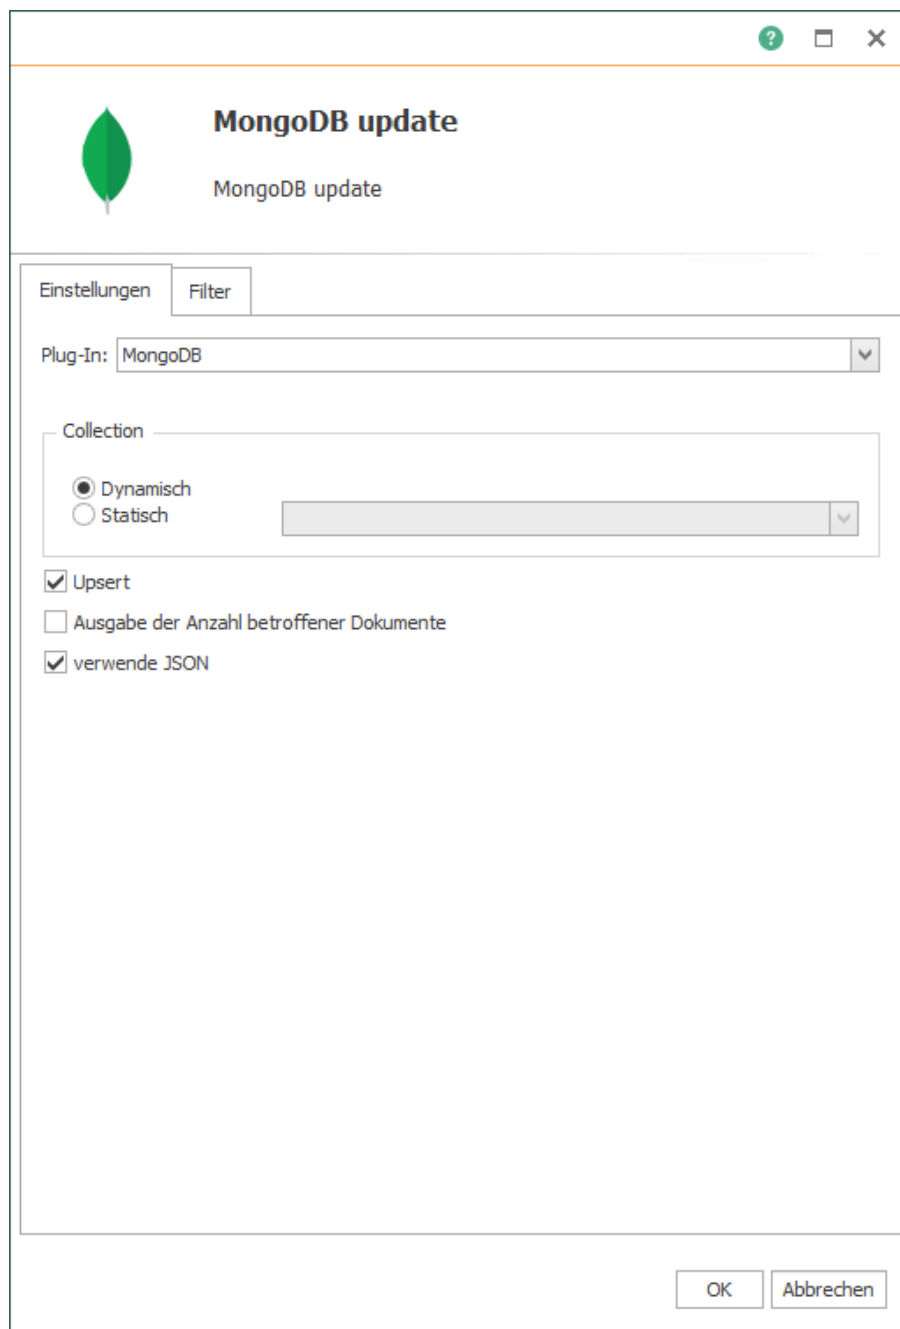 MongoDB update
MongoDB update
Einstellungen Filter
Plug-In: MongoDB
Collection
Dynamisch
Statisch
Upsert
Ausgabe der Anzahl betroffener Dokumente
verwende JSON
OK Abbrechen